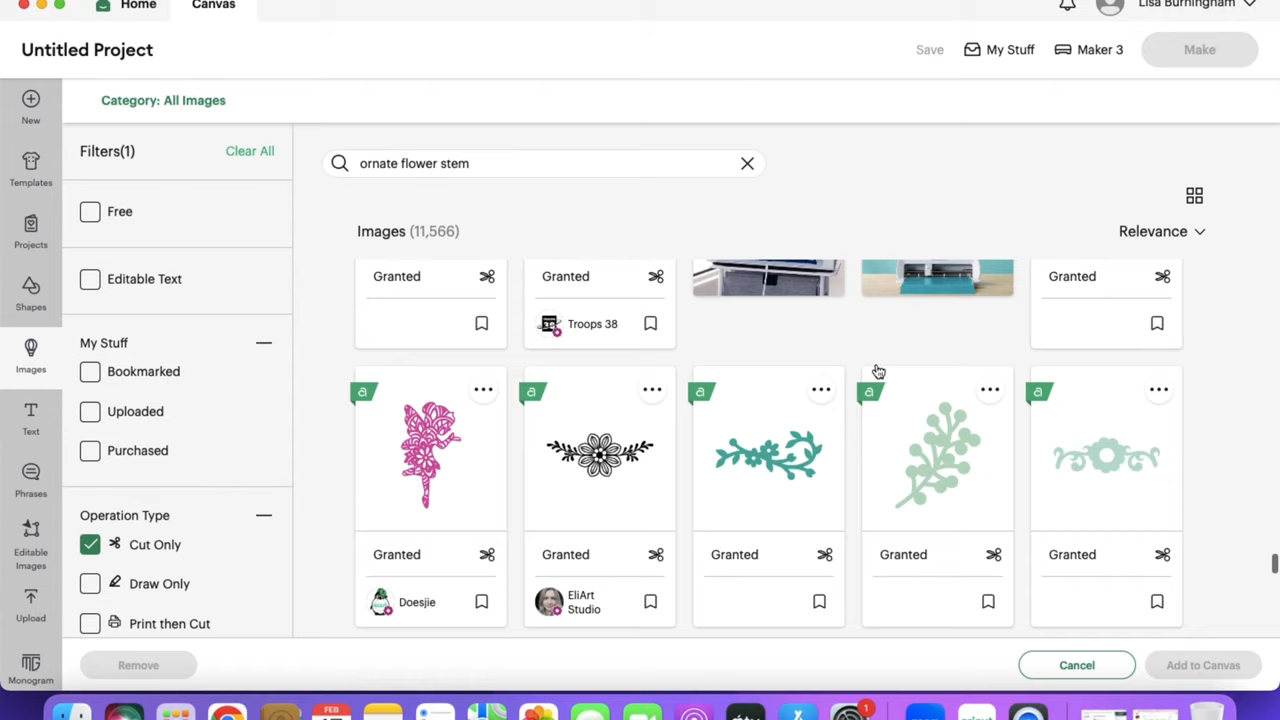 Home
Canvas
Lisa Burningham
Untitled Project
Save
My Stuff
Maker 3
Make
New
Templates
Projects
Shapes
Images
Text
Phrases
Editable
Images
Upload
Monogram
Category: All Images
Filters(1)
Clear All
Free
Editable Text
My Stuff
Bookmarked
Uploaded
Purchased
Operation Type
Cut Only
Draw Only
Print then Cut
ornate flower stem
Images (11,566)
Relevance
Granted
Granted
Granted
Troops 38
a
a
a
a
a
Granted
Granted
Granted
Granted
Granted
Doesjie
EliArt
Studio
Remove
Cancel
Add to Canvas
FEB
1